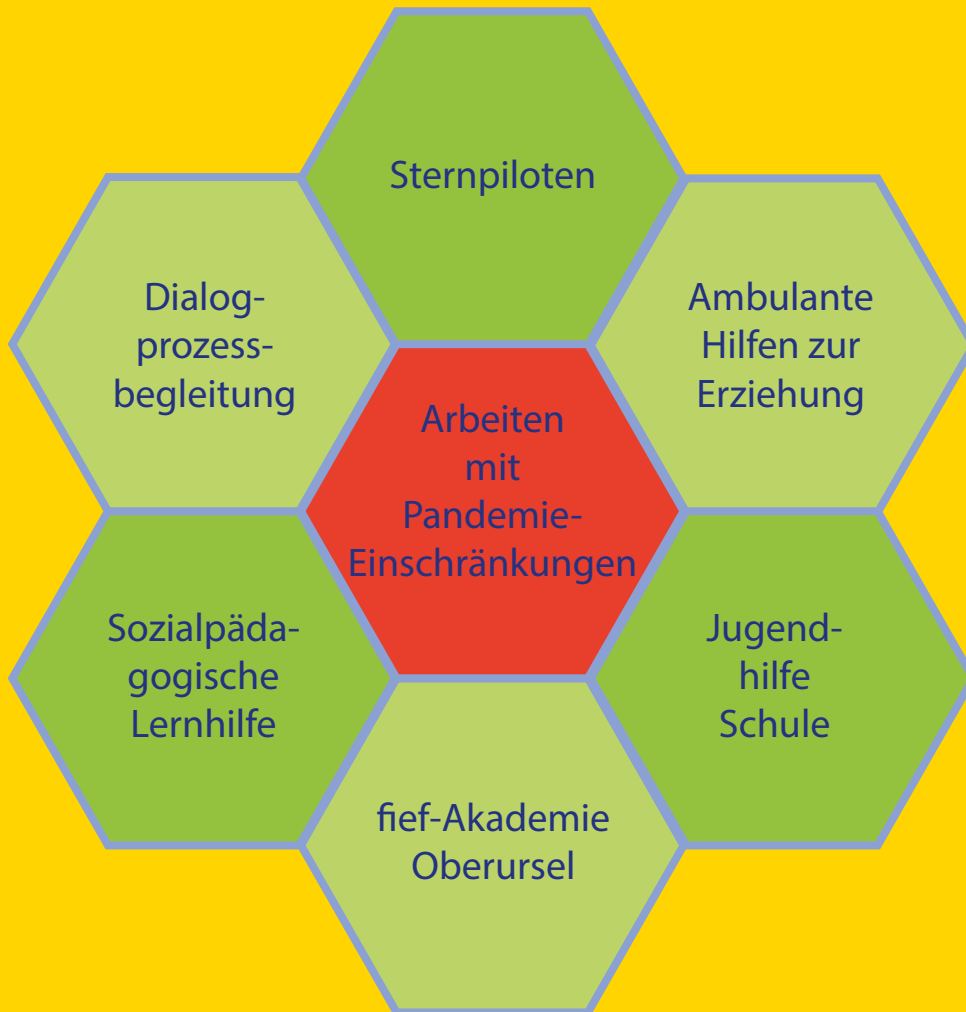 Sternpiloten
Dialog-
prozess-
begleitung
Ambulante
Hilfen zur
Erziehung
Arbeiten
mit
Pandemie-
Einschränkungen
Sozialpäda-
gogische
Lernhilfe
Jugend-
hilfe
Schule
fief-Akademie
Oberursel